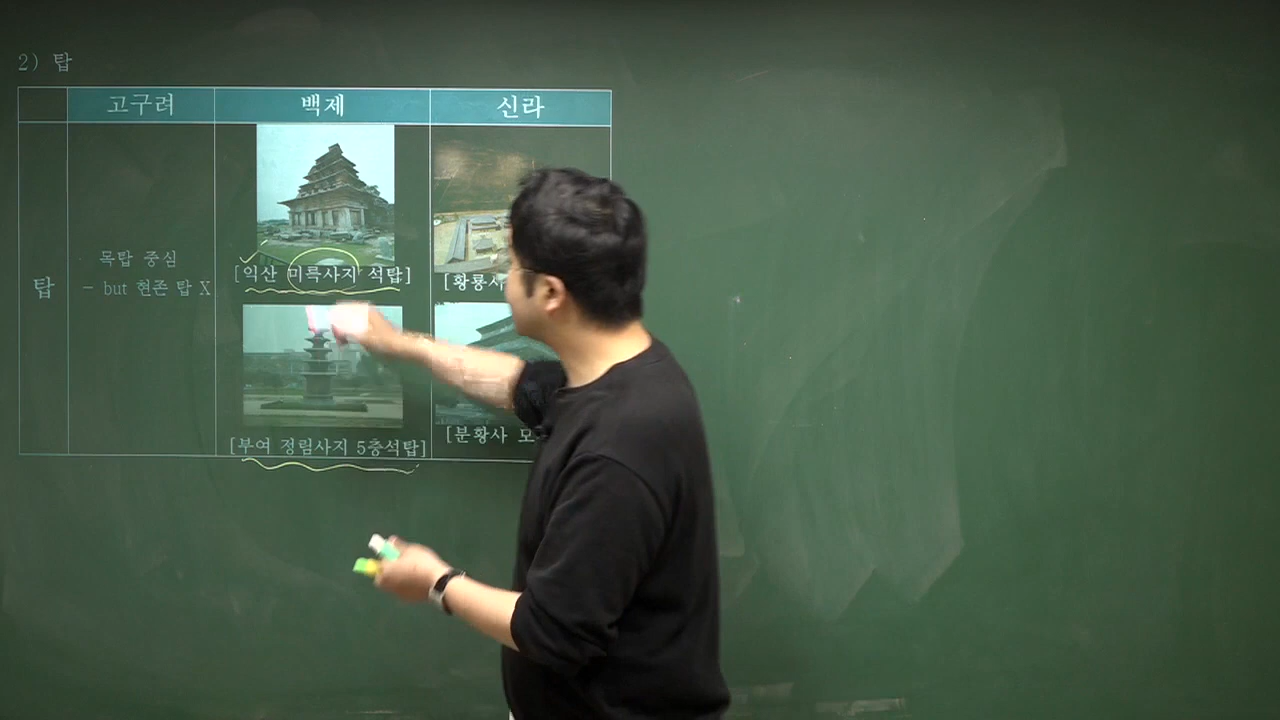 2) 탑
고구려 백제 신라
탑
목탑 중심
- but 현존 탑 X
[익산 미륵사지 석탑]
[부여 정림사지 5층석탑]
[황룡사
[분황사 모